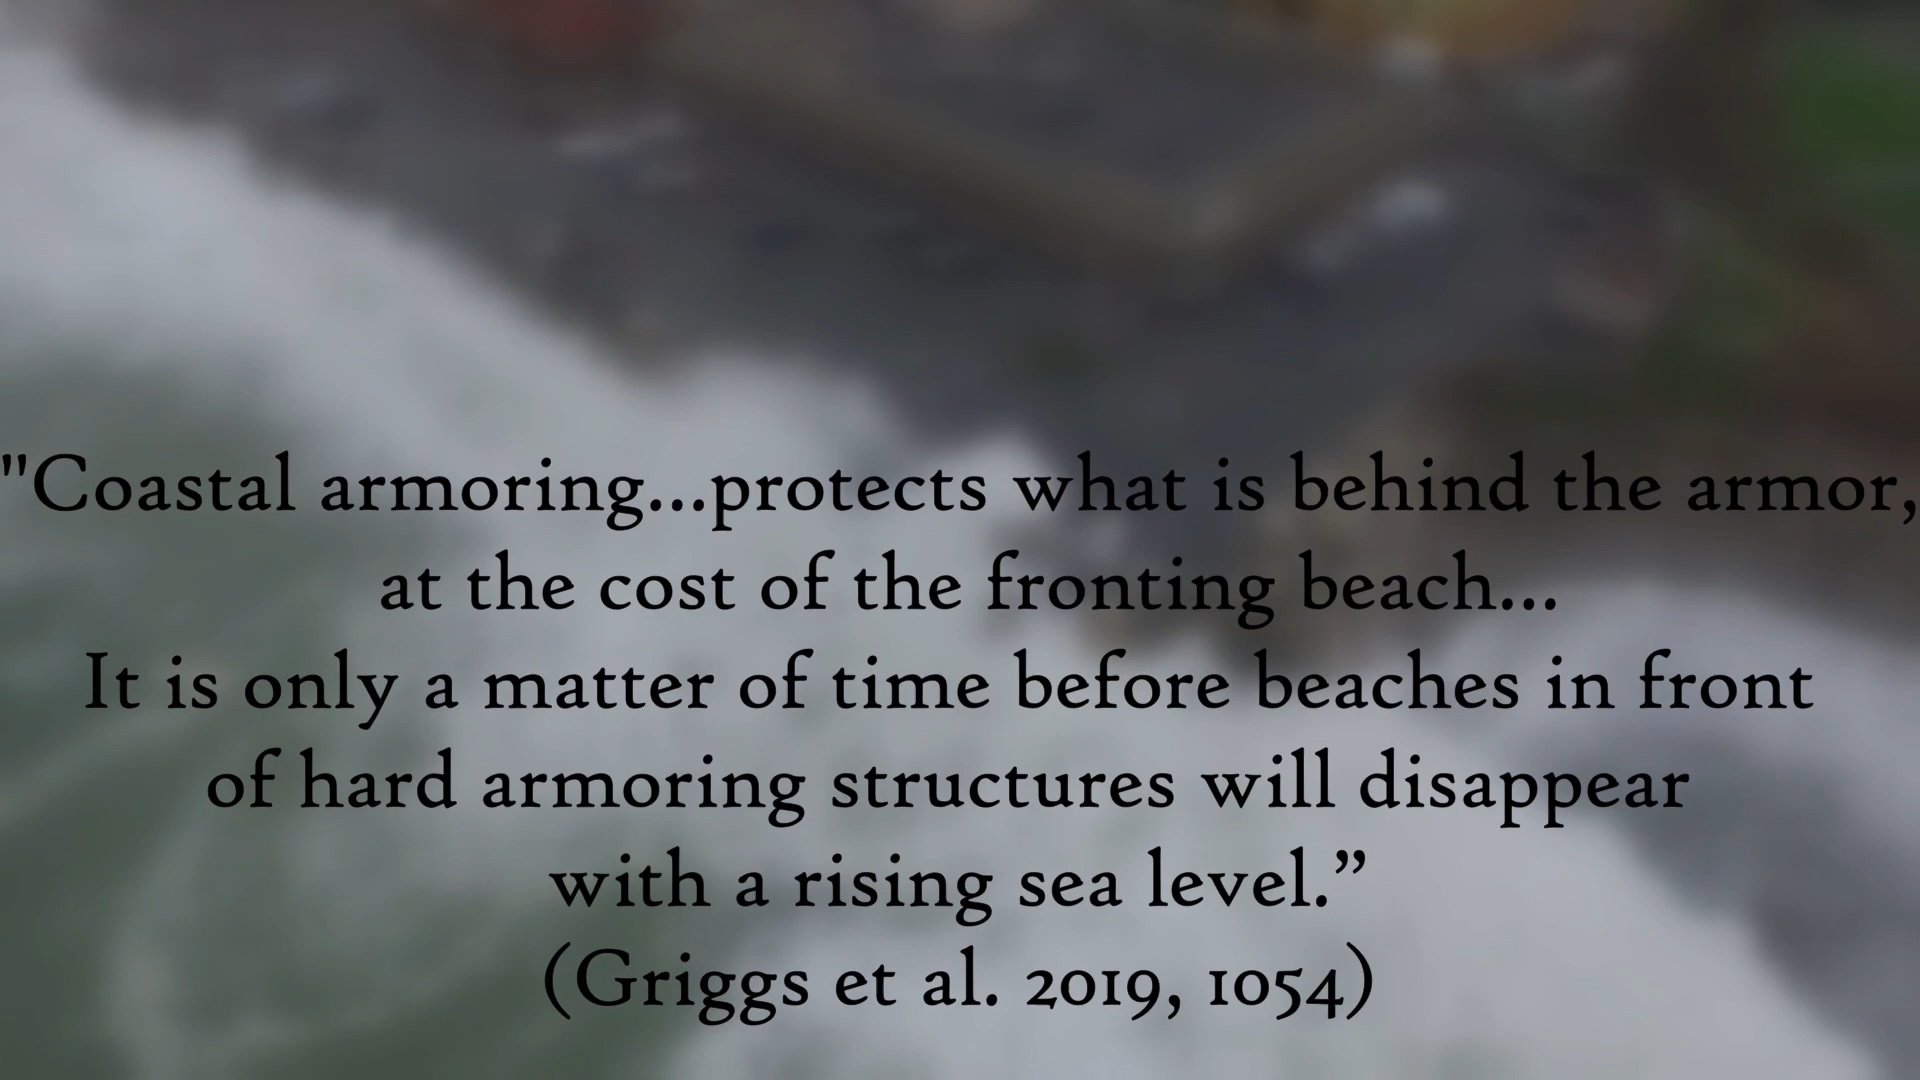 "Coastal armoring...protects what is behind the armor,
at the cost of the fronting beach...
It is only a matter of time before beaches in front
of hard armoring structures will disappear
with a rising sea level.”
(Griggs et al. 2019, 1054)